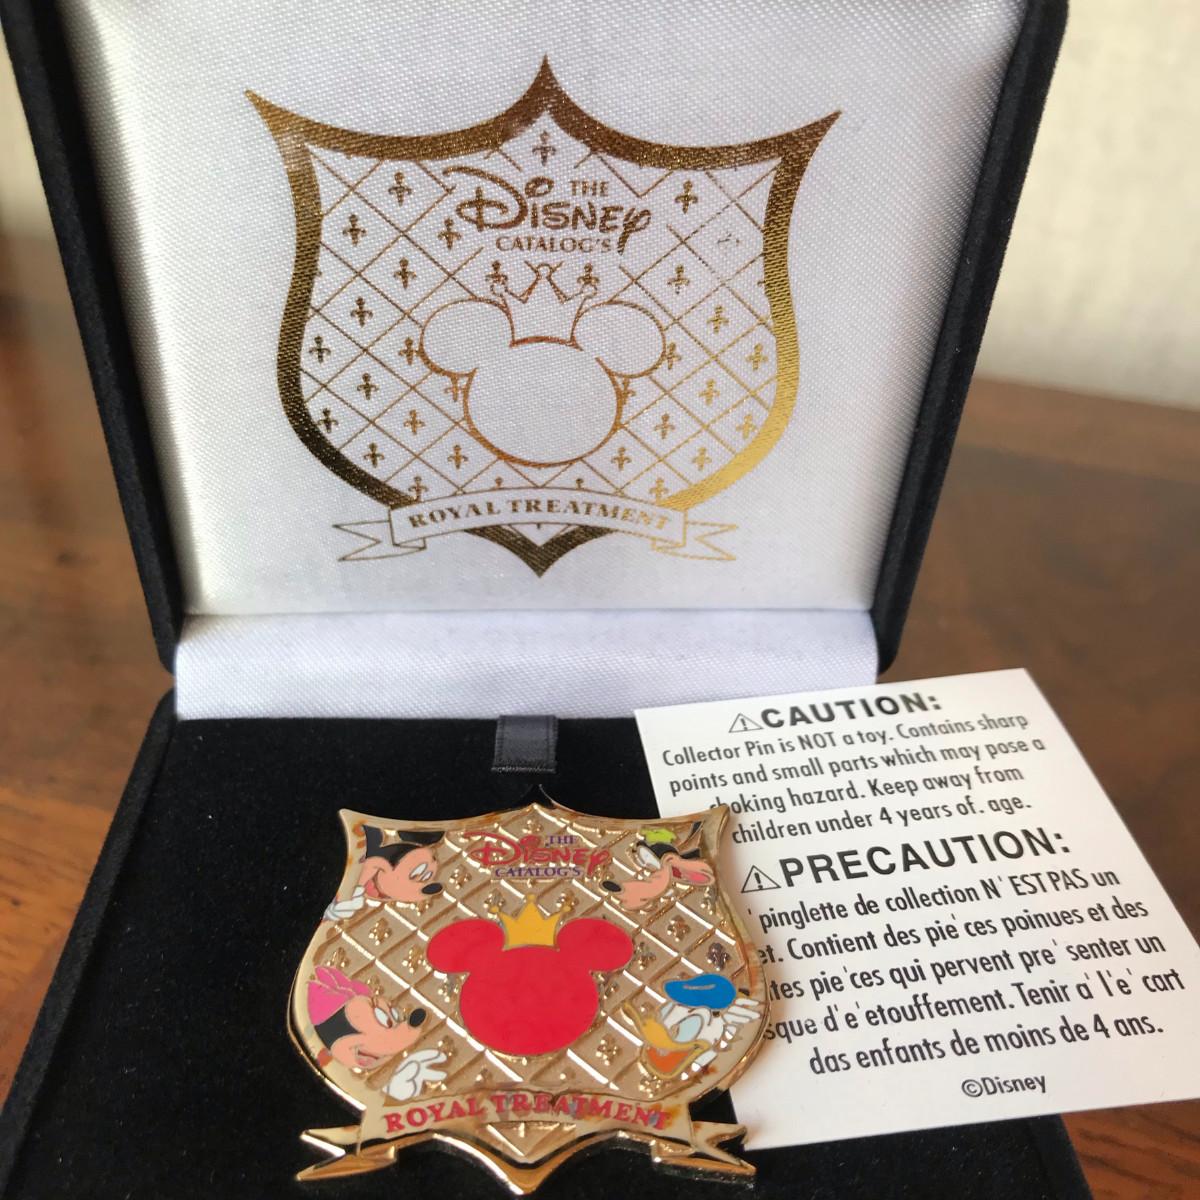 THE
DISNEY
CATALOG'S
ROYAL TREATMENT
THE
DISNEY
CATALOG'S
ROYAL TREATMENT
⚠CAUTION:
Collector Pin is NOT a toy. Contains sharp
points and small parts which may pose a
choking hazard. Keep away from
children under 4 years of. age.
⚠PRECAUTION:
pinglette de collection N' EST PAS un
et. Contient des pie'ces poinues et des
tes pie'ces qui pervent pre' senter un
sque d'e'etouffement. Tenir a' l'e' cart
das enfants de moins de 4 ans.
©Disney